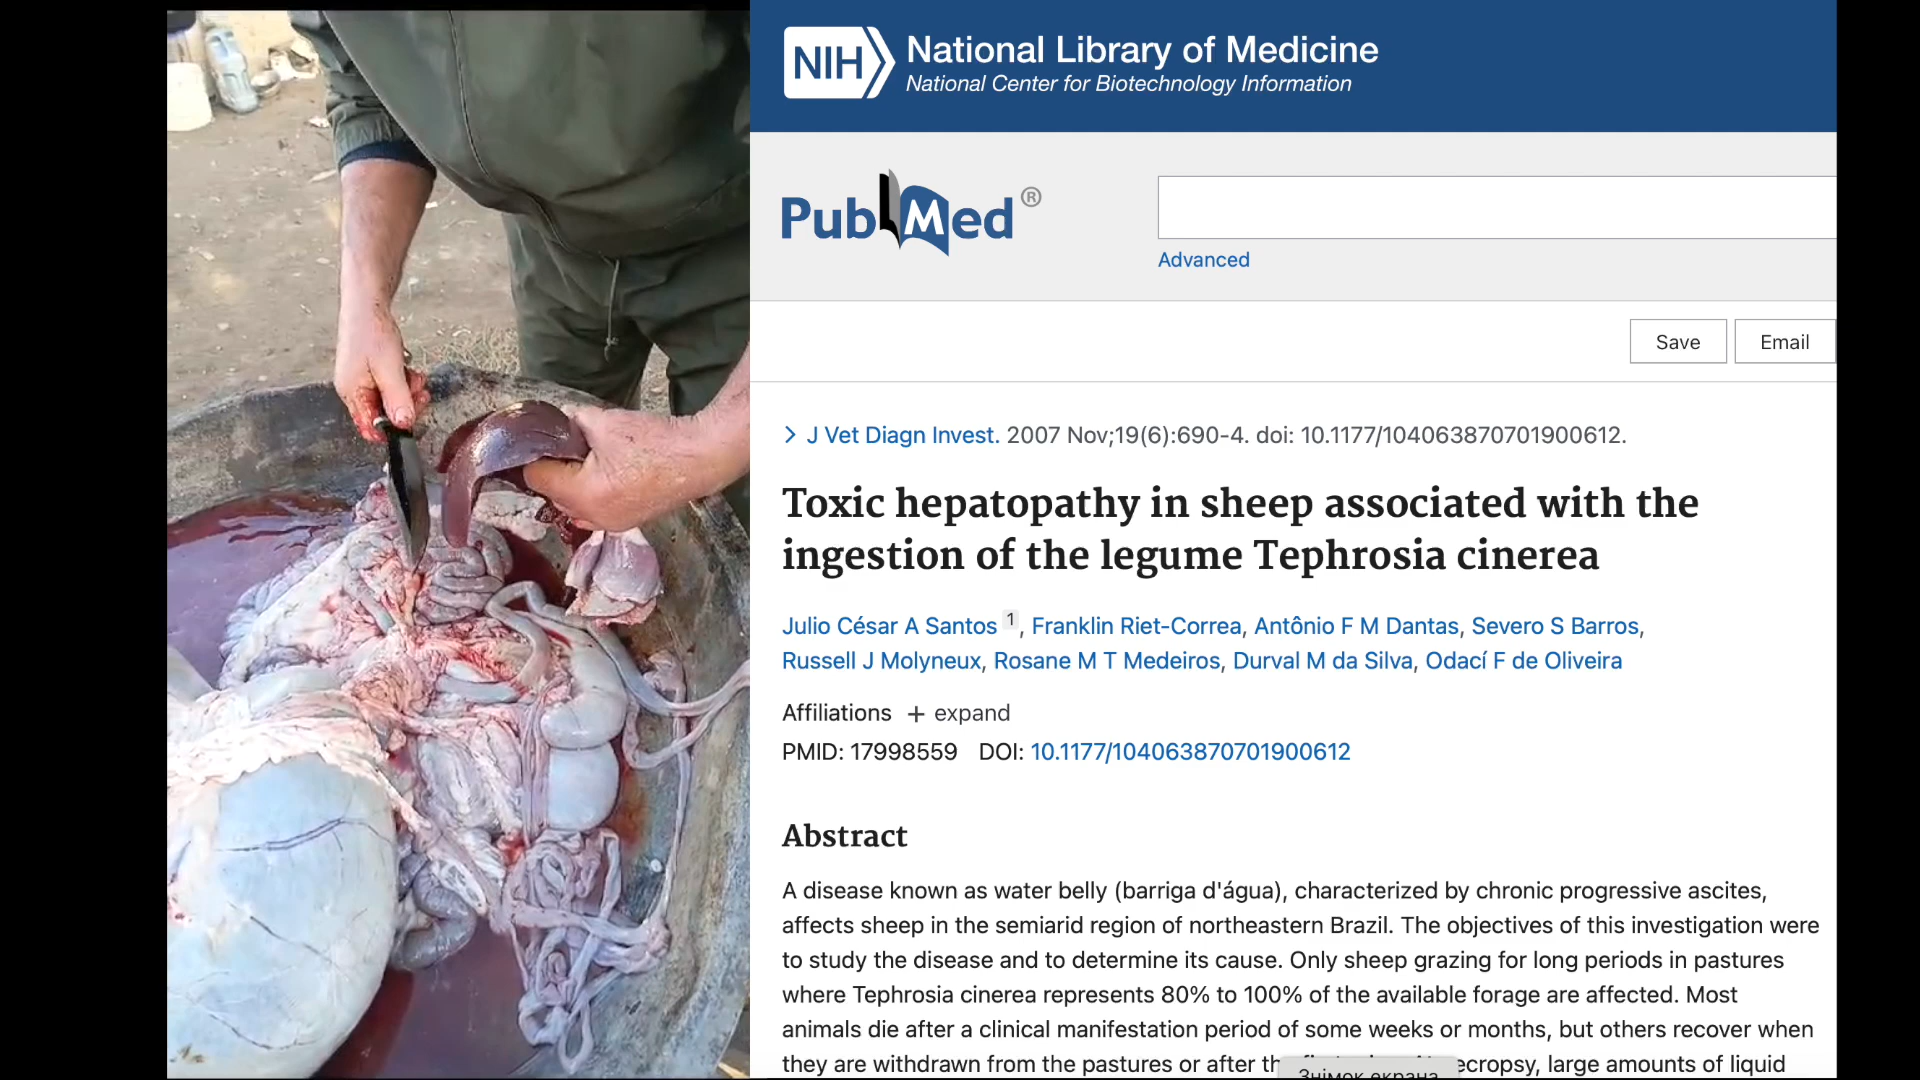 NIH National Library of Medicine
National Center for Biotechnology Information
PubMed®
Advanced
Save
Email
J Vet Diagn Invest. 2007 Nov;19(6):690-4. doi: 10.1177/104063870701900612.
Toxic hepatopathy in sheep associated with the
ingestion of the legume Tephrosia cinerea
Julio César A Santos 1, Franklin Riet-Correa, Antônio F M Dantas, Severo S Barros,
Russell J Molyneux, Rosane M T Medeiros, Durval M da Silva, Odací F de Oliveira
Affiliations + expand
PMID: 17998559 DOI: 10.1177/104063870701900612
Abstract
A disease known as water belly (barriga d'água), characterized by chronic progressive ascites,
affects sheep in the semiarid region of northeastern Brazil. The objectives of this investigation were
to study the disease and to determine its cause. Only sheep grazing for long periods in pastures
where Tephrosia cinerea represents 80% to 100% of the available forage are affected. Most
animals die after a clinical manifestation period of some weeks or months, but others recover when
they are withdrawn from the pastures or after large amounts of liquid
Знімок екрана